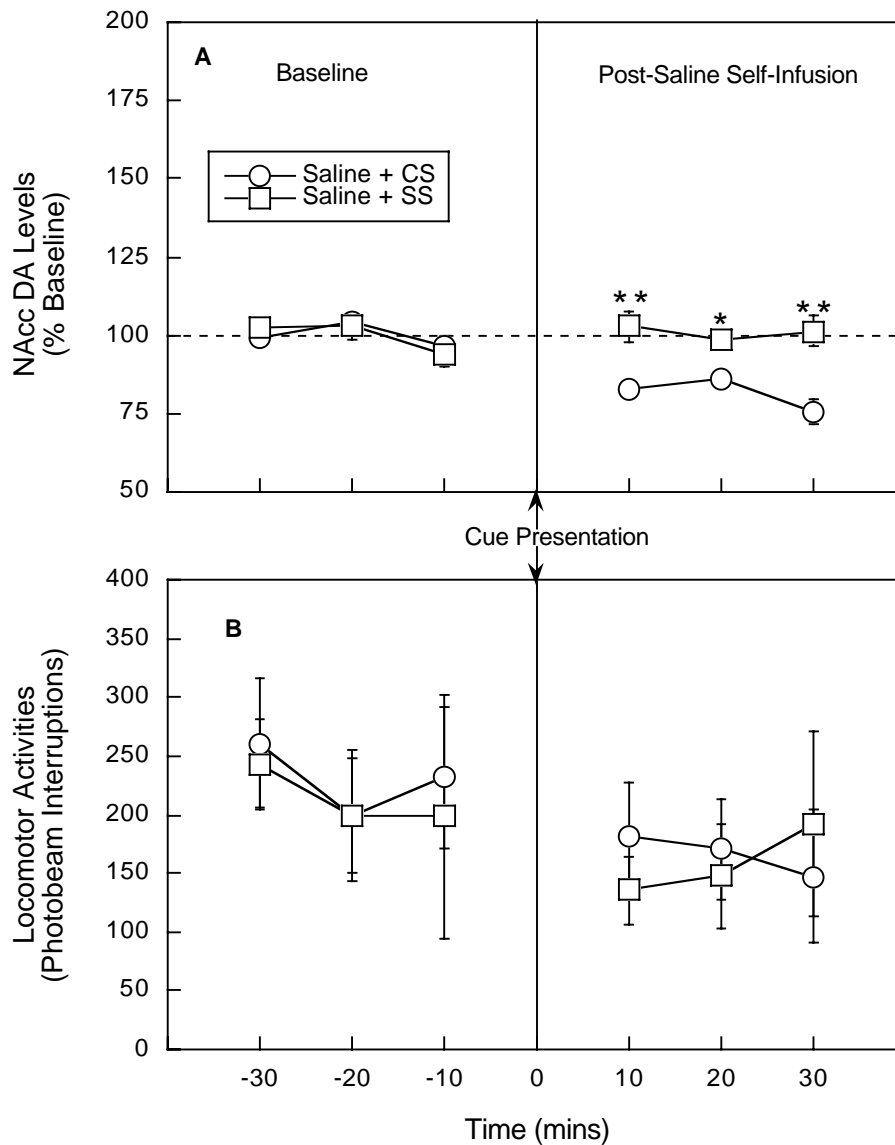 200
175
150
125
100
75
50
NAcc DA Levels
(% Baseline)
A
Baseline
Post-Saline Self-Infusion
Saline + CS
Saline + SS
* *
*
* *
Cue Presentation
400
350
300
250
200
150
100
50
0
Locomotor Activities
(Photobeam Interruptions)
B
-30 -20 -10 0 10 20 30
Time (mins)